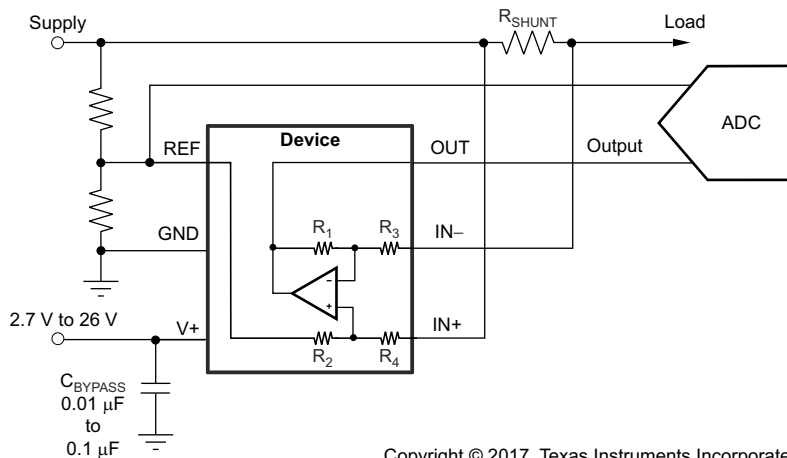 Supply
RSHUNT
Load
ADC
Device
REF
OUT
Output
R1
R3
IN−
GND
−
+
2.7 V to 26 V
V+
R2
R4
IN+
CBYPASS
0.01 µF
to
0.1 µF
Copyright © 2017, Texas Instruments Incorporate